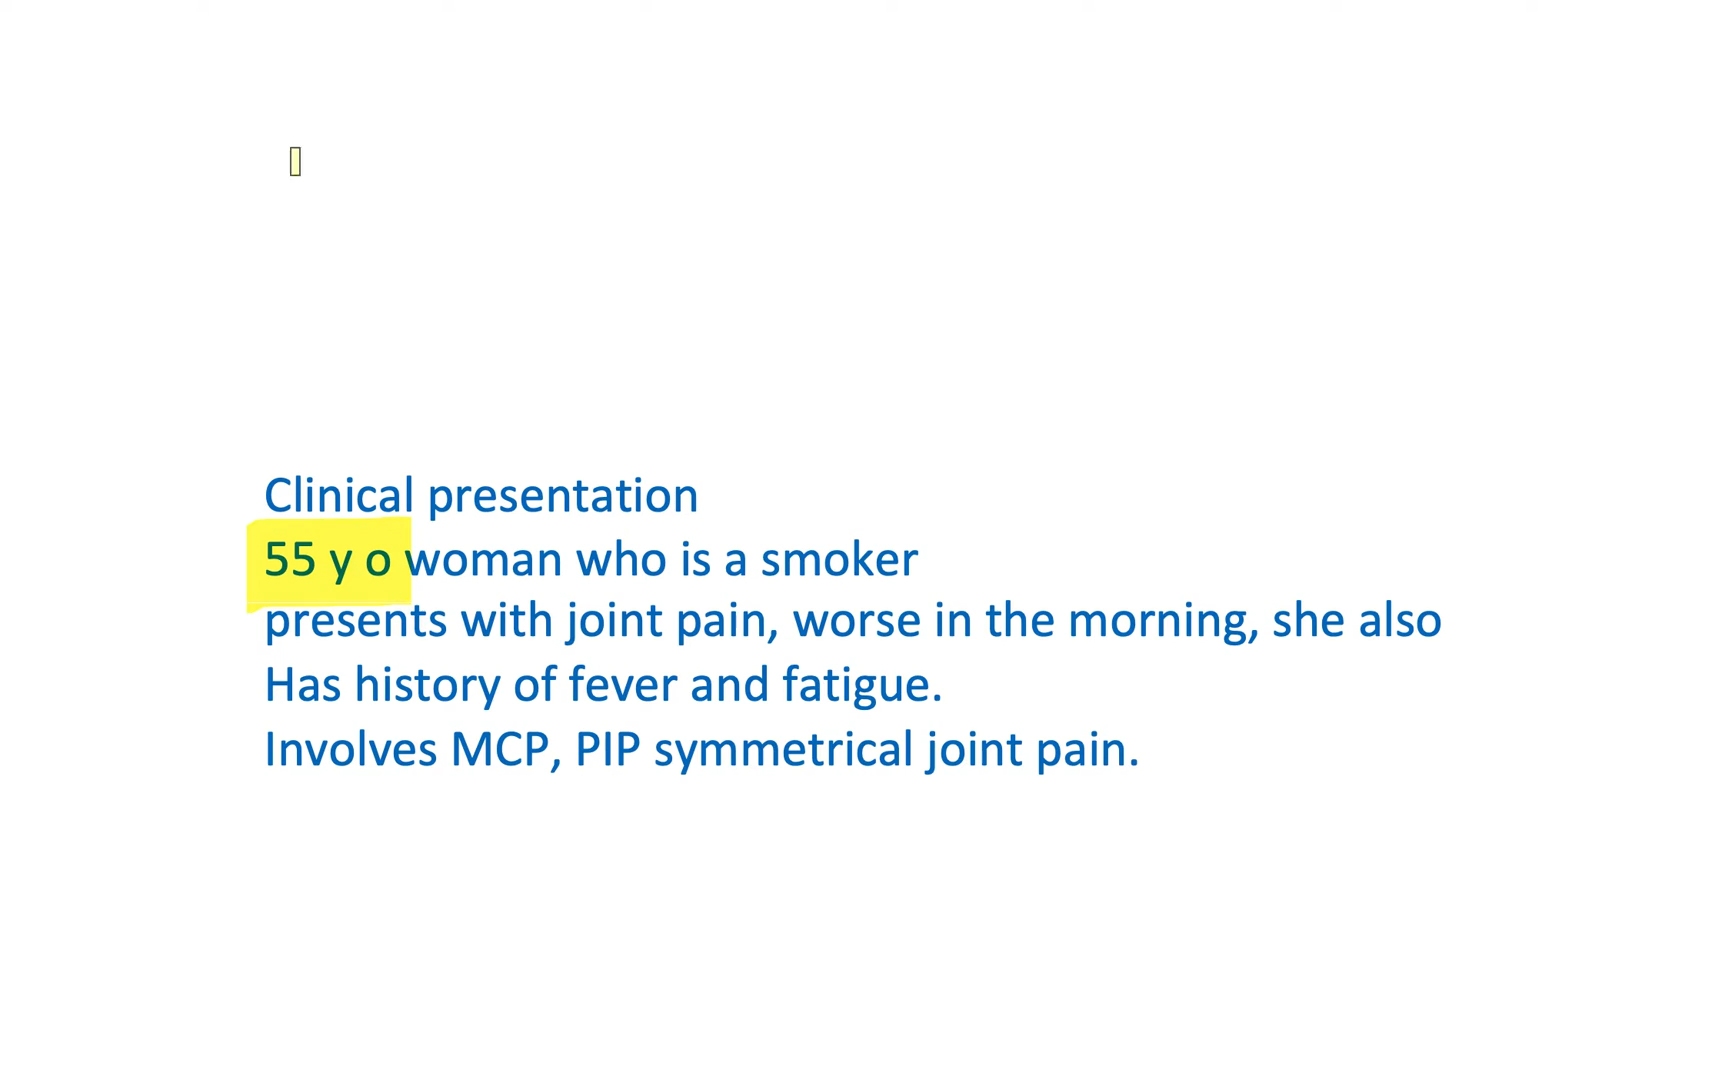 Clinical presentation
55 y o woman who is a smoker
presents with joint pain, worse in the morning, she also
Has history of fever and fatigue.
Involves MCP, PIP symmetrical joint pain.